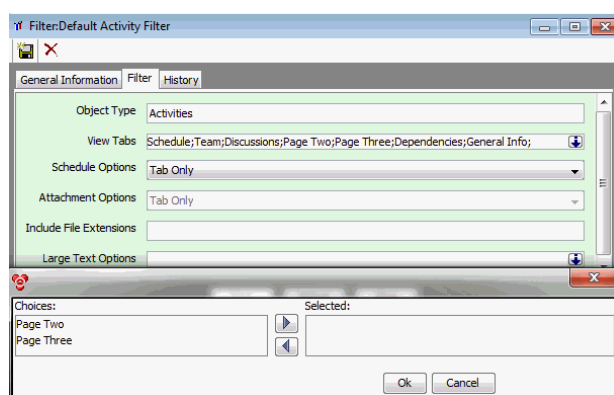 Filter:Default Activity Filter
General Information Filter History
Object Type Activities
View Tabs Schedule;Team;Discussions;Page Two;Page Three;Dependencies;General Info;
Schedule Options Tab Only
Attachment Options Tab Only
Include File Extensions
Large Text Options
Choices: Selected:
Page Two
Page Three
Ok Cancel